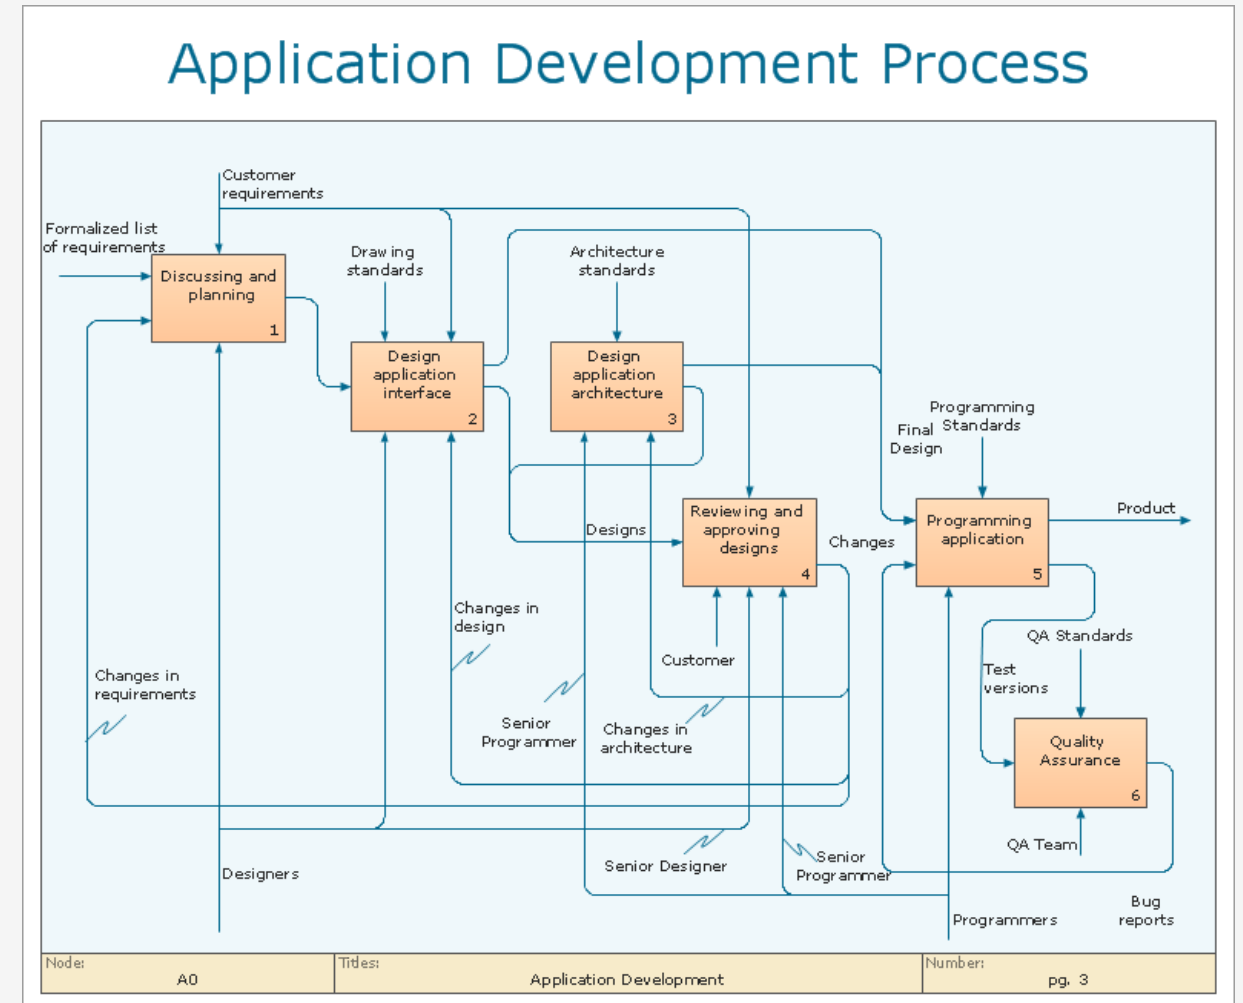 Application Development Process
Customer
requirements
Formalized list
of requirements
Discussing and
planning
1
Drawing
standards
Architecture
standards
Design
application
interface
2
Design
application
architecture
3
Programming
Standards
Final
Design
Reviewing and
approving
designs
4
Designs
Changes
Programming
application
5
Product
Changes in
design
Customer
QA Standards
Test
versions
Changes in
requirements
Senior
Programmer
Changes in
architecture
Quality
Assurance
6
QA Team
Senior Designer
Senior
Programmer
Designers
Bug
reports
Programmers
Node:
A0
Titles:
Application Development
Number:
pg. 3